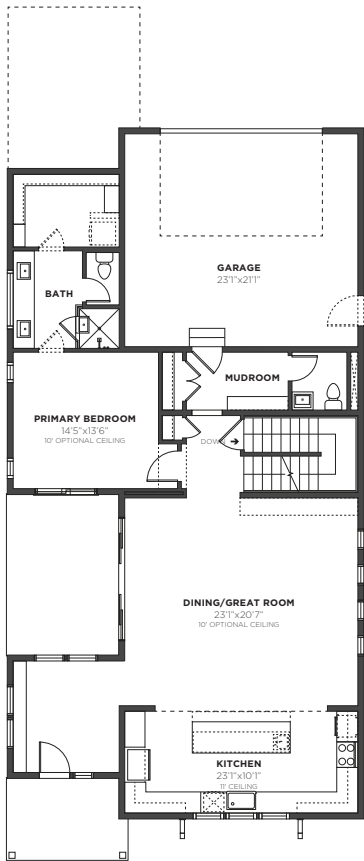 GARAGE
23'1"x21'1"
BATH
MUDROOM
PRIMARY BEDROOM
14'5"x13'6"
10' OPTIONAL CEILING
DOWN
DINING/GREAT ROOM
23'1"x20'7"
10' OPTIONAL CEILING
KITCHEN
23'1"x10'1"
11' CEILING